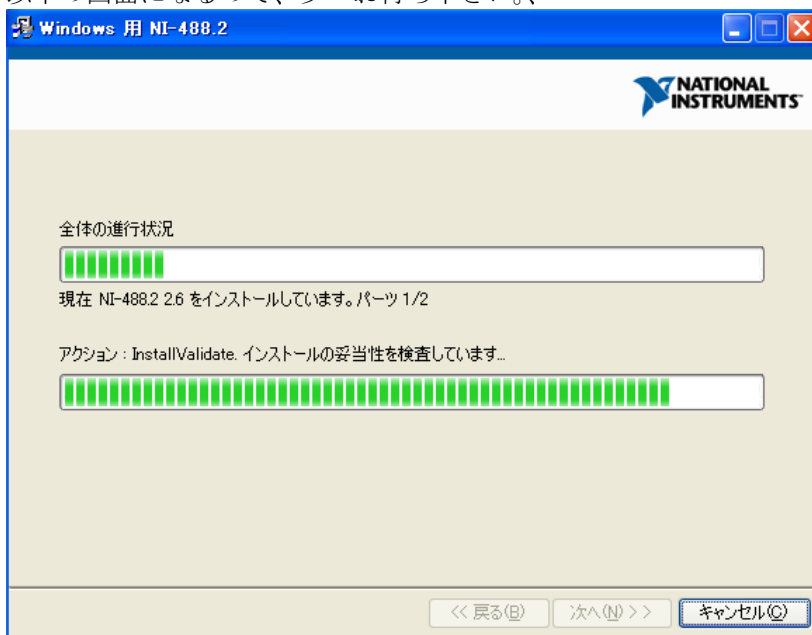 Windows 用 NI-488.2
NATIONAL
INSTRUMENTS
全体の進行状況
現在 NI-488.2 2.6 をインストールしています。パーツ 1/2
アクション : InstallValidate. インストールの妥当性を検査しています...
<< 戻る(B)
次へ(N) >>
キャンセル(C)